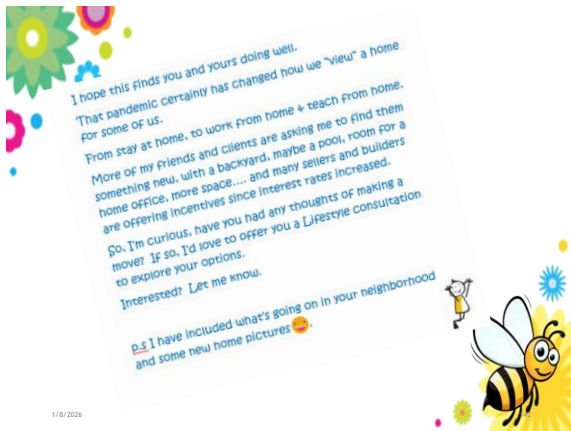 I hope this finds you and yours doing well.
That pandemic certainly has changed how we "view" a home
for some of us.
From stay at home, to work from home + teach from home.
More of my friends and clients are asking me to find them
something new, with a backyard, maybe a pool, room for a
home office, more space.... and many sellers and builders
are offering incentives since interest rates increased.
So, I'm curious, have you had any thoughts of making a
move? If so, I'd love to offer you a Lifestyle consultation
to explore your options.
Interested? Let me know.
p.s I have included what's going on in your neighborhood
and some new home pictures😀.
1/8/2026